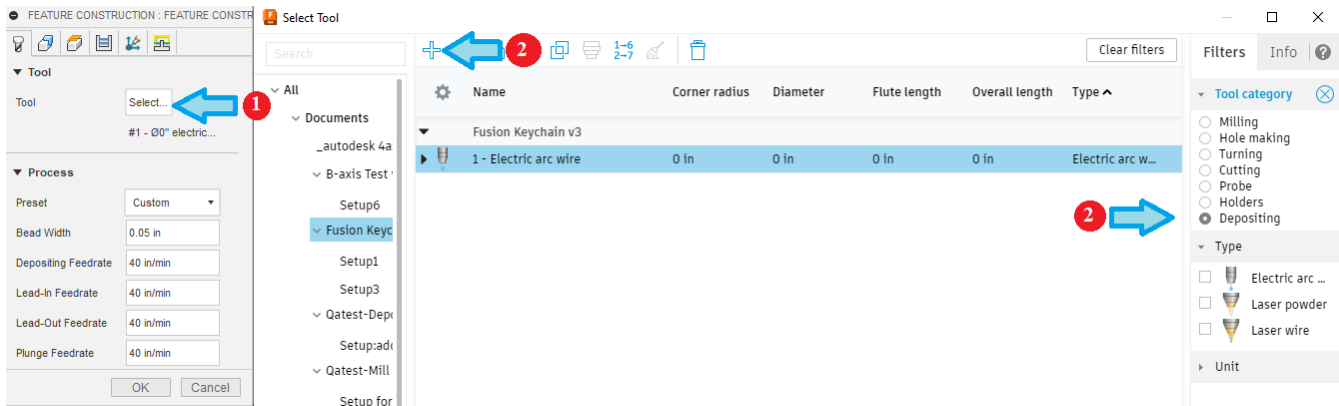 FEATURE CONSTRUCTION : FEATURE CONSTR
Tool
Tool
Select...
1
#1 - Ø0" electric...
Process
Preset
Custom
Bead Width
0.05 in
Depositing Feedrate
40 in/min
Lead-In Feedrate
40 in/min
Lead-Out Feedrate
40 in/min
Plunge Feedrate
40 in/min
OK
Cancel
Select Tool
Search
2
1→6
2→7
Clear filters
All
Documents
_autodesk 4a
B-axis Test
Setup6
Fusion Keyc
Setup1
Setup3
Qatest-Depo
Setup:add
Qatest-Mill
Setup for
Name
Corner radius
Diameter
Flute length
Overall length
Type
Fusion Keychain v3
1 - Electric arc wire
0 in
0 in
0 in
0 in
Electric arc w...
2
Filters
Info
Tool category
Milling
Hole making
Turning
Cutting
Probe
Holders
Depositing
Type
Electric arc ...
Laser powder
Laser wire
Unit